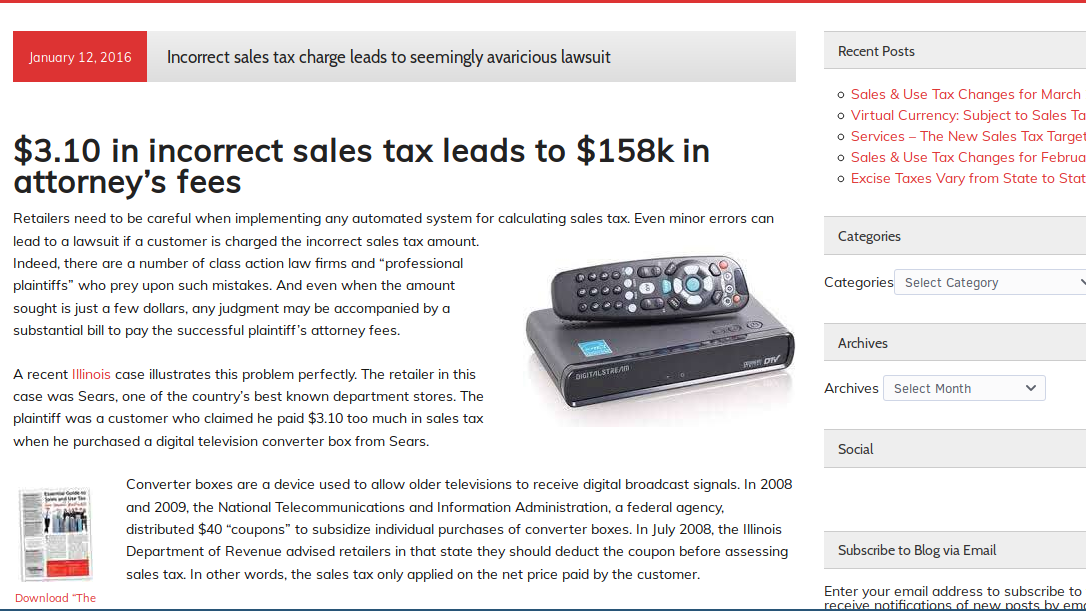 January 12, 2016
Incorrect sales tax charge leads to seemingly avaricious lawsuit
$3.10 in incorrect sales tax leads to $158k in
attorney’s fees
Retailers need to be careful when implementing any automated system for calculating sales tax. Even minor errors can
lead to a lawsuit if a customer is charged the incorrect sales tax amount.
Indeed, there are a number of class action law firms and “professional
plaintiffs” who prey upon such mistakes. And even when the amount
sought is just a few dollars, any judgment may be accompanied by a
substantial bill to pay the successful plaintiff’s attorney fees.
A recent Illinois case illustrates this problem perfectly. The retailer in this
case was Sears, one of the country’s best known department stores. The
plaintiff was a customer who claimed he paid $3.10 too much in sales tax
when he purchased a digital television converter box from Sears.
DIGITALSTREAM
DTV
Essential Guide to
Sales and Use Tax
Download “The
Converter boxes are a device used to allow older televisions to receive digital broadcast signals. In 2008
and 2009, the National Telecommunications and Information Administration, a federal agency,
distributed $40 “coupons” to subsidize individual purchases of converter boxes. In July 2008, the Illinois
Department of Revenue advised retailers in that state they should deduct the coupon before assessing
sales tax. In other words, the sales tax only applied on the net price paid by the customer.
Recent Posts
Sales & Use Tax Changes for March
Virtual Currency: Subject to Sales Ta
Services – The New Sales Tax Target
Sales & Use Tax Changes for Februa
Excise Taxes Vary from State to Stat
Categories
Categories Select Category
Archives
Archives Select Month
Social
Subscribe to Blog via Email
Enter your email address to subscribe to
receive notifications of new posts by ema